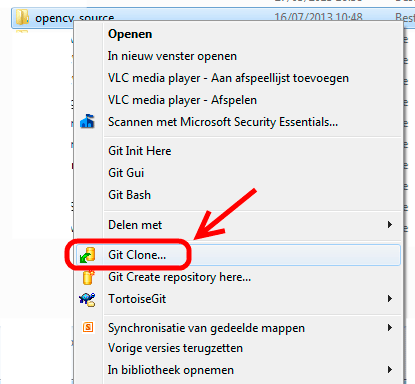 opencv_source 16/07/2013 10:48 Best
Openen
In nieuw venster openen
VLC media player - Aan afspeellijst toevoegen
VLC media player - Afspelen
Scannen met Microsoft Security Essentials...
Git Init Here
Git Gui
Git Bash
Delen met
Git Clone...
Git Create repository here...
TortoiseGit
Synchronisatie van gedeelde mappen
Vorige versies terugzetten
In bibliotheek opnemen